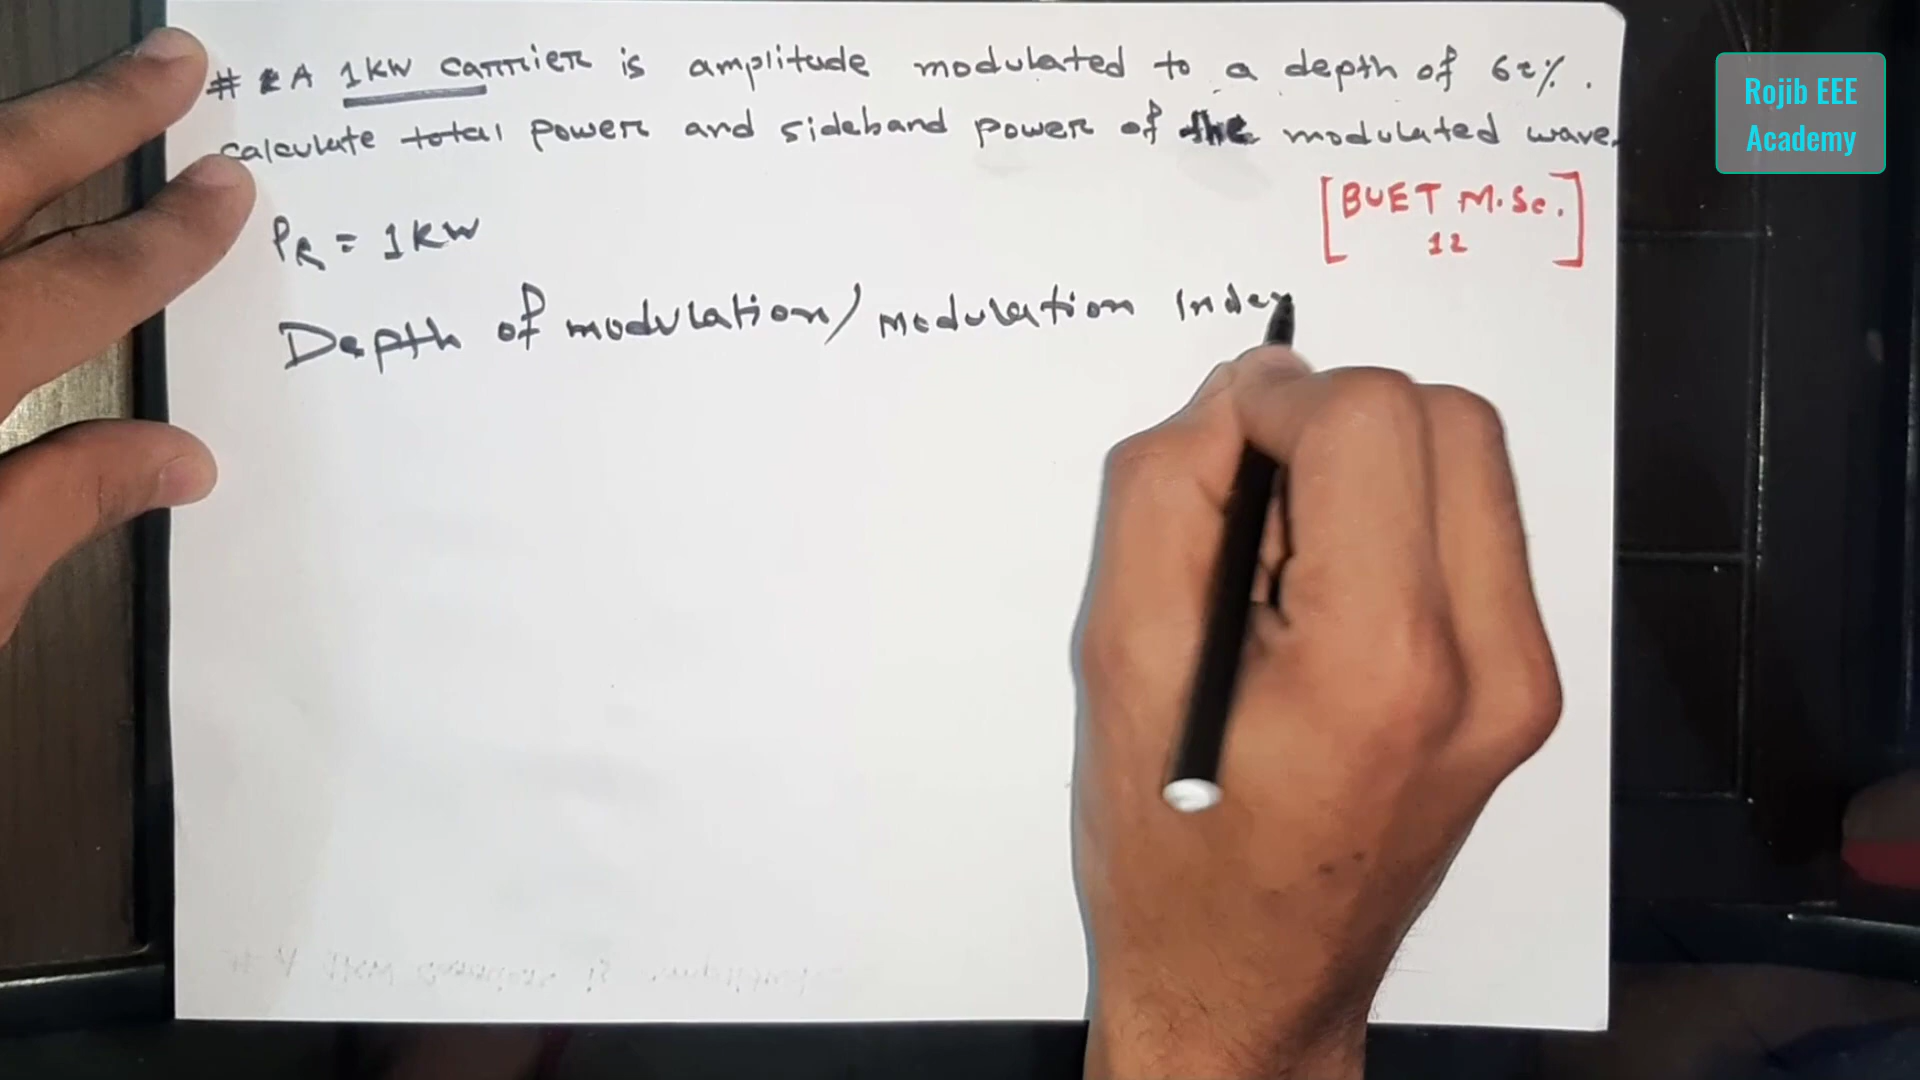 # A 1KW carrier is amplitude modulated to a depth of 60%.
calculate total power and sideband power of the modulated wave.
[BUET M.Sc. 12]
PR = 1KW
Depth of modulation/modulation Index
Rojib EEE
Academy